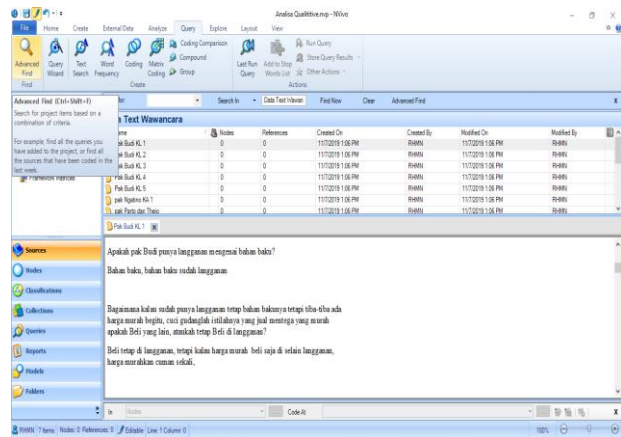 Analisa Qualititive.nvp - NVivo
File Home Create External Data Analyze Query Explore Layout View
Advanced Find
Query Wizard
Text Search
Word Frequency
Coding
Matrix Coding
Coding Comparison
Compound
Group
Last Run Query
Add to Stop Words List
Run Query
Store Query Results
Other Actions
Find Create Actions
Advanced Find (Ctrl+Shift+F)
Search for project items based on a combination of criteria.
For example, find all the queries you have added to the project, or find all the sources that have been coded in the last week.
Search In Data Text Wawan Find Now Clear Advanced Find
Text Wawancara
Nodes References Created On Created By Modified On Modified By
Pak Budi KL 1 0 0 11/7/2019 1:06 PM RHMN 11/7/2019 1:06 PM RHMN
Pak Budi KL 2 0 0 11/7/2019 1:06 PM RHMN 11/7/2019 1:06 PM RHMN
Pak Budi KL 3 0 0 11/7/2019 1:06 PM RHMN 11/7/2019 1:06 PM RHMN
Pak Budi KL 4 0 0 11/7/2019 1:06 PM RHMN 11/7/2019 1:06 PM RHMN
Pak Budi KL 5 0 0 11/7/2019 1:06 PM RHMN 11/7/2019 1:06 PM RHMN
pak Ngatino KA 1 0 0 11/7/2019 1:06 PM RHMN 11/7/2019 1:06 PM RHMN
pak Parto dan Theio 0 0 11/7/2019 1:06 PM RHMN 11/7/2019 1:06 PM RHMN
Framework Matrices
Pak Budi KL 1
Sources
Nodes
Classifications
Collections
Queries
Reports
Models
Folders
Apakah pak Budi punya langganan mengenai bahan baku?
Bahan baku, bahan baku sudah langganan
Bagaimana kalau sudah punya langganan tetap bahan bakunya tetapi tiba-tiba ada
harga murah begitu, cuci gudanglah istilahnya yang jual mentega yang murah
apakah Beli yang lain, ataukah tetap Beli di langganan?
Beli tetap di langganan, tetapi kalau harga murah beli saja di selain langganan,
harga murahkan cuman sekali,
In Nodes Code At
RHMN 7 Items Nodes: 0 References: 0 Editable Line: 1 Column: 0 100%